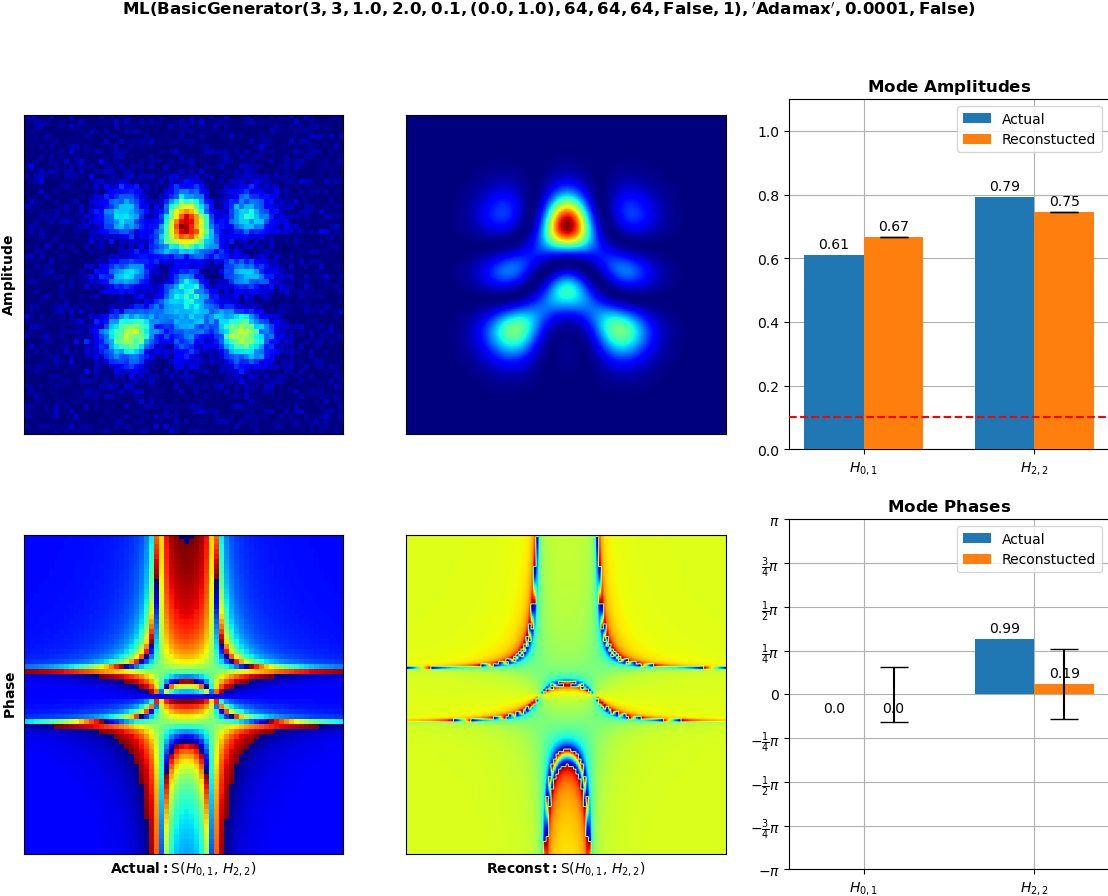 ML(BasicGenerator(3, 3, 1.0, 2.0, 0.1, (0.0, 1.0), 64, 64, 64, False, 1), ′Adamax′, 0.0001, False)
Amplitude
Mode Amplitudes
Actual
Reconstucted
1.0
0.8
0.6
0.4
0.2
0.0
0.61
0.67
0.79
0.75
H0, 1
H2, 2
Phase
Actual: S(H0, 1, H2, 2)
Reconst: S(H0, 1, H2, 2)
Mode Phases
Actual
Reconstucted
π
3/4π
1/2π
1/4π
0
−1/4π
−1/2π
−3/4π
−π
0.0
0.0
0.99
0.19
H0, 1
H2, 2